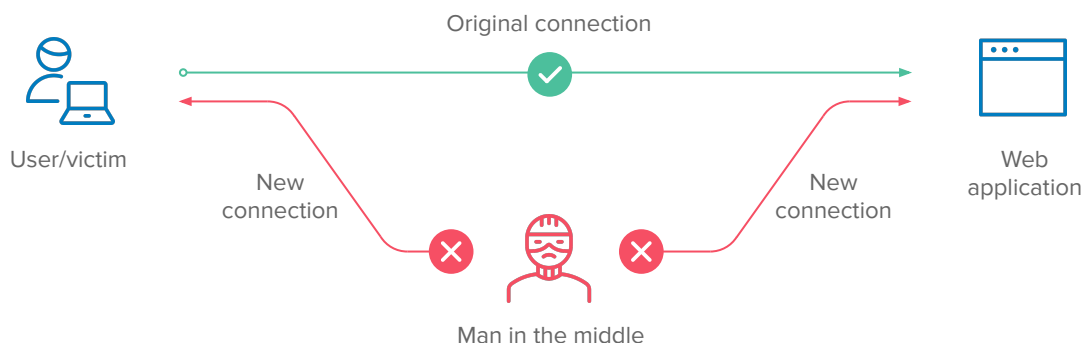 Original connection
User/victim
Web
application
New
connection
New
connection
Man in the middle